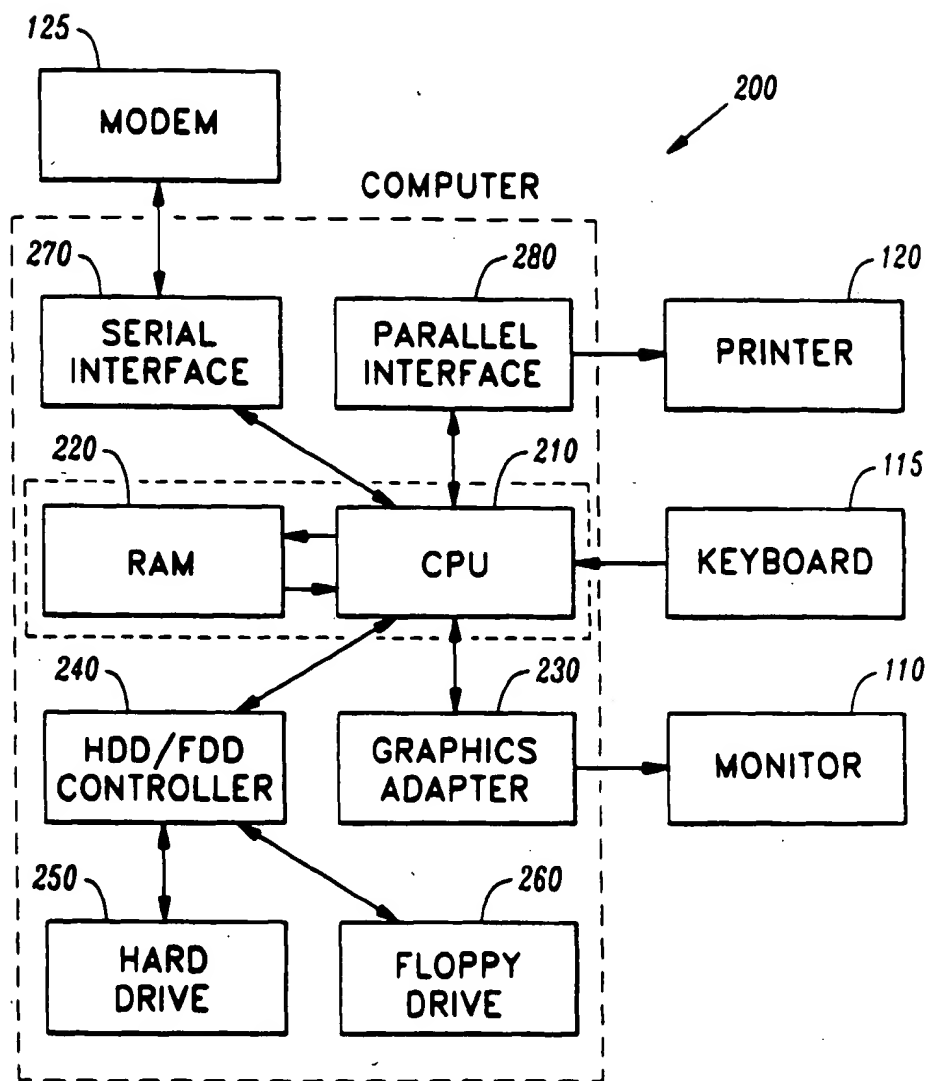 125
MODEM
200
COMPUTER
270
SERIAL
INTERFACE
280
PARALLEL
INTERFACE
120
PRINTER
220
RAM
210
CPU
115
KEYBOARD
240
HDD/FDD
CONTROLLER
230
GRAPHICS
ADAPTER
110
MONITOR
250
HARD
DRIVE
260
FLOPPY
DRIVE